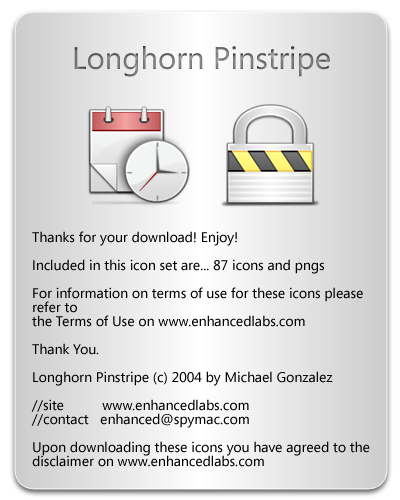 Longhorn Pinstripe
Thanks for your download! Enjoy!
Included in this icon set are... 87 icons and pngs
For information on terms of use for these icons please
refer to
the Terms of Use on www.enhancedlabs.com
Thank You.
Longhorn Pinstripe (c) 2004 by Michael Gonzalez
//site www.enhancedlabs.com
//contact enhanced@spymac.com
Upon downloading these icons you have agreed to the
disclaimer on www.enhancedlabs.com